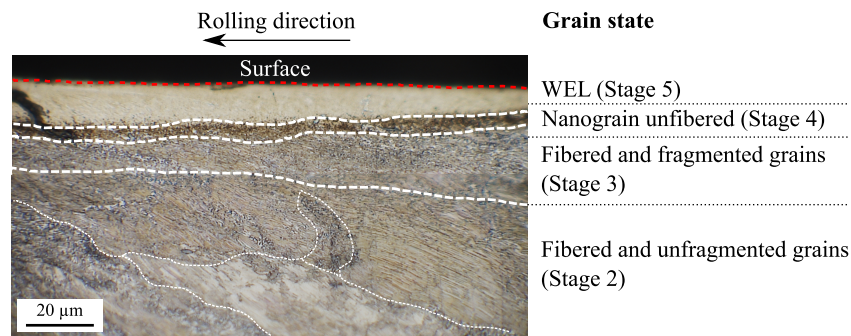 Rolling direction
Grain state
Surface
WEL (Stage 5)
Nanograin unfibered (Stage 4)
Fibered and fragmented grains
(Stage 3)
Fibered and unfragmented grains
(Stage 2)
20 µm